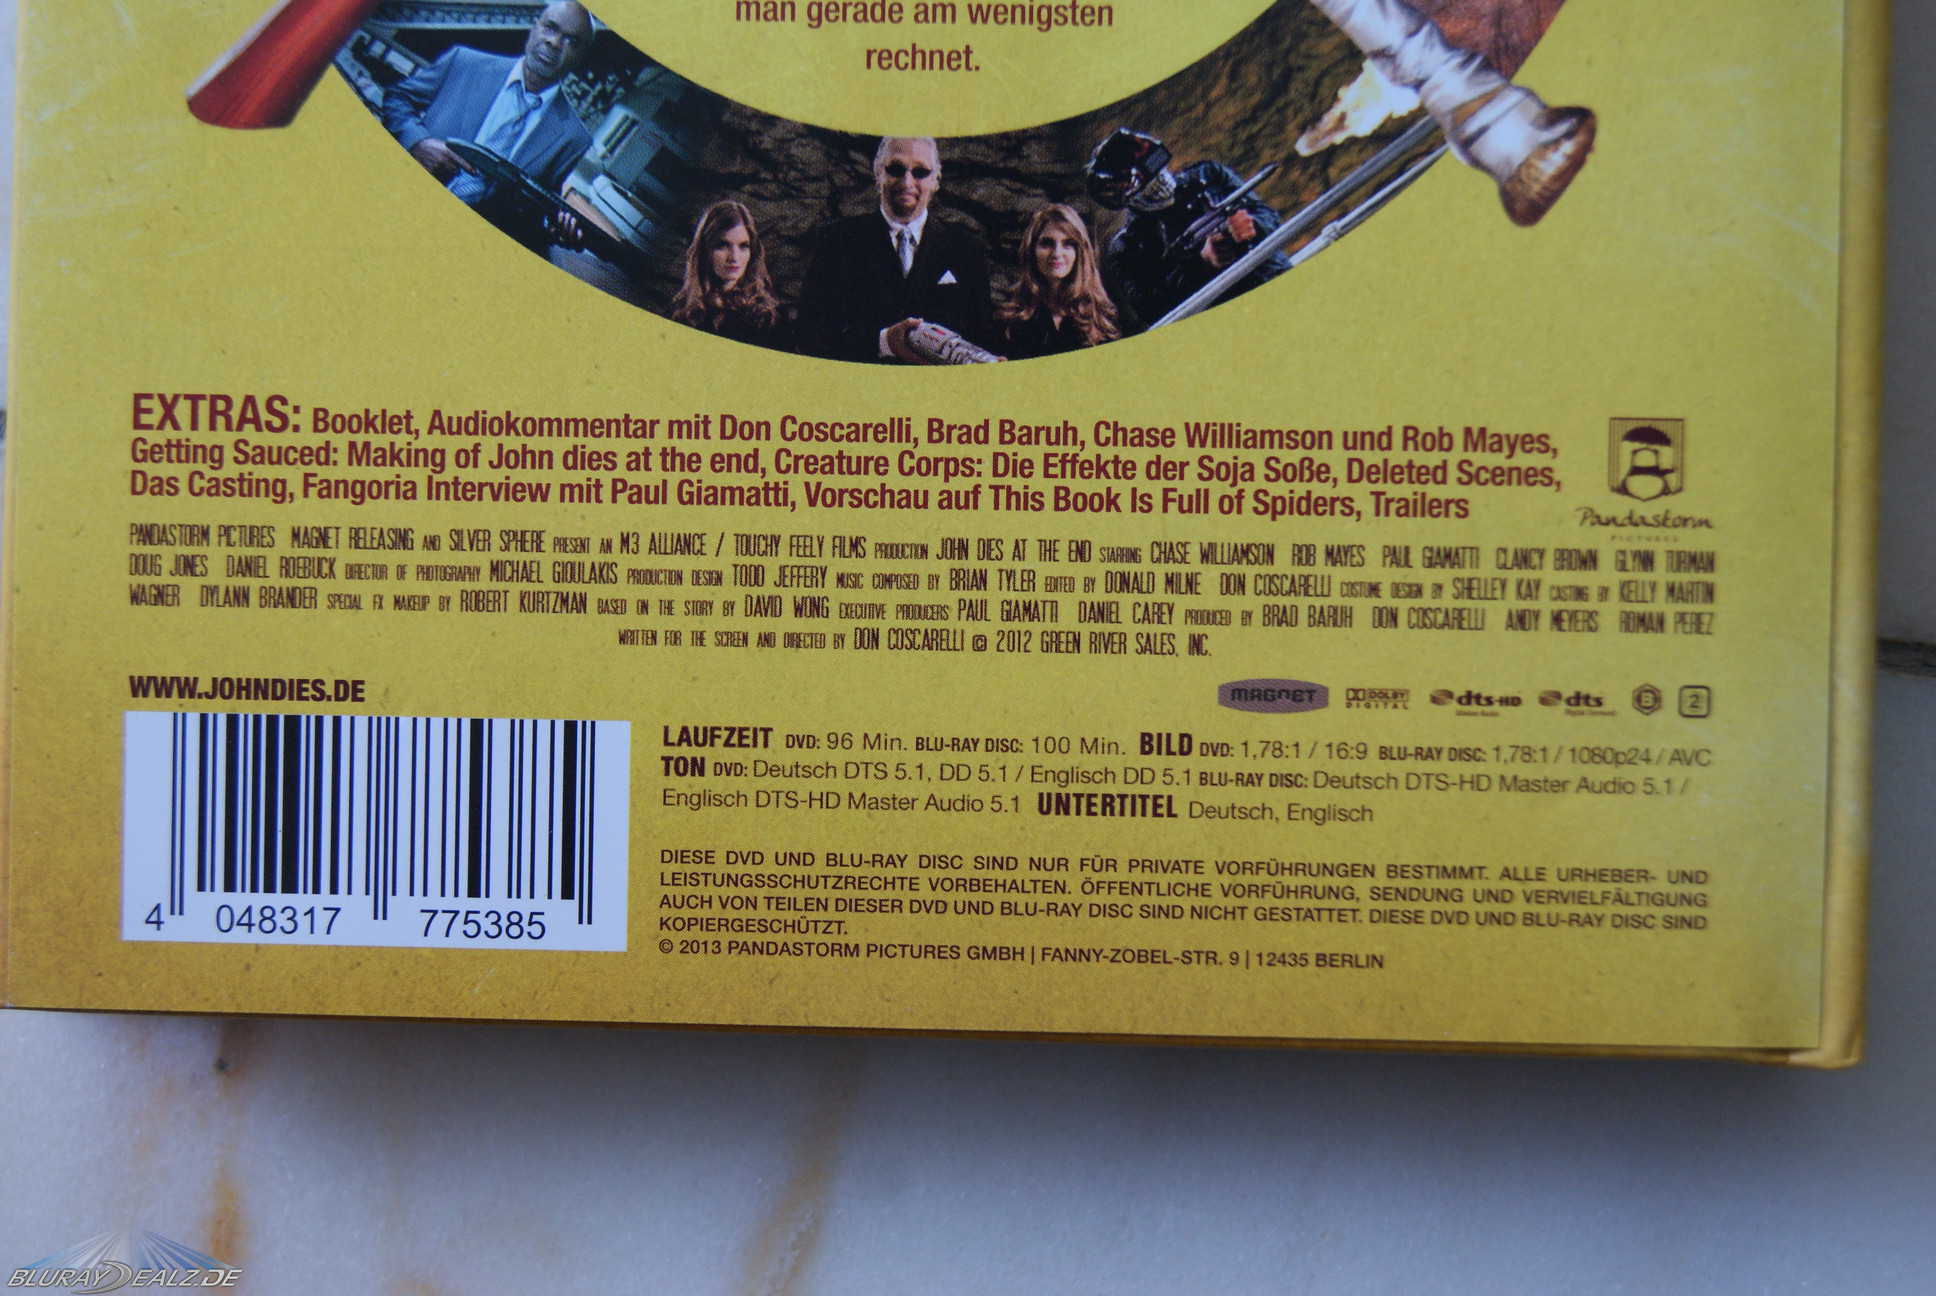 man gerade am wenigsten
rechnet.
EXTRAS: Booklet, Audiokommentar mit Don Coscarelli, Brad Baruh, Chase Williamson und Rob Mayes,
Getting Sauced: Making of John dies at the end, Creature Corps: Die Effekte der Soja Soße, Deleted Scenes,
Das Casting, Fangoria Interview mit Paul Giamatti, Vorschau auf This Book Is Full of Spiders, Trailers
Pandastorm
PICTURES
PANDASTORM PICTURES MAGNET RELEASING AND SILVER SPHERE PRESENT AN M3 ALLIANCE / TOUCHY FEELY FILMS PRODUCTION JOHN DIES AT THE END STARRING CHASE WILLIAMSON ROB MAYES PAUL GIAMATTI CLANCY BROWN GLYNN TURMAN
DOUG JONES DANIEL ROEBUCK DIRECTOR OF PHOTOGRAPHY MICHAEL GIOULAKIS PRODUCTION DESIGN TODD JEFFERY MUSIC COMPOSED BY BRIAN TYLER EDITED BY DONALD MILNE DON COSCARELLI COSTUME DESIGN BY SHELLEY KAY CASTING BY KELLY MARTIN
WAGNER DYLANN BRANDER SPECIAL FX MAKEUP BY ROBERT KURTZMAN BASED ON THE STORY BY DAVID WONG EXECUTIVE PRODUCERS PAUL GIAMATTI DANIEL CAREY PRODUCED BY BRAD BARUH DON COSCARELLI ANDY MEYERS ROMAN PEREZ
WRITTEN FOR THE SCREEN AND DIRECTED BY DON COSCARELLI © 2012 GREEN RIVER SALES, INC.
WWW.JOHNDIES.DE
MAGNET DOLBY DIGITAL dts-HD Master Audio dts B 2
LAUFZEIT DVD: 96 Min. BLU-RAY DISC: 100 Min. BILD DVD: 1,78:1 / 16:9 BLU-RAY DISC: 1,78:1 / 1080p24 / AVC
TON DVD: Deutsch DTS 5.1, DD 5.1 / Englisch DD 5.1 BLU-RAY DISC: Deutsch DTS-HD Master Audio 5.1 /
Englisch DTS-HD Master Audio 5.1 UNTERTITEL Deutsch, Englisch
DIESE DVD UND BLU-RAY DISC SIND NUR FÜR PRIVATE VORFÜHRUNGEN BESTIMMT. ALLE URHEBER- UND
LEISTUNGSSCHUTZRECHTE VORBEHALTEN. ÖFFENTLICHE VORFÜHRUNG, SENDUNG UND VERVIELFÄLTIGUNG
AUCH VON TEILEN DIESER DVD UND BLU-RAY DISC SIND NICHT GESTATTET. DIESE DVD UND BLU-RAY DISC SIND
KOPIERGESCHÜTZT.
© 2013 PANDASTORM PICTURES GMBH | FANNY-ZOBEL-STR. 9 | 12435 BERLIN
4 048317 775385
BLURAYDEALZ.DE